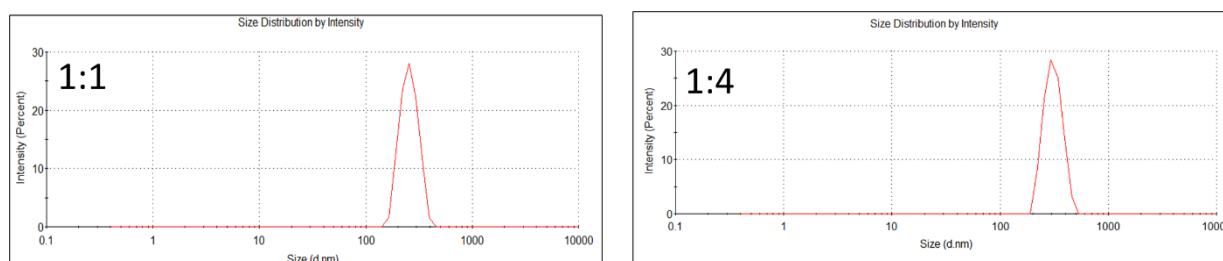 Size Distribution by Intensity
1:1
Intensity (Percent)
30
20
10
0
0.1 1 10 100 1000 10000
Size (d.nm)
Size Distribution by Intensity
1:4
Intensity (Percent)
30
20
10
0
0.1 1 10 100 1000 1000
Size (d.nm)